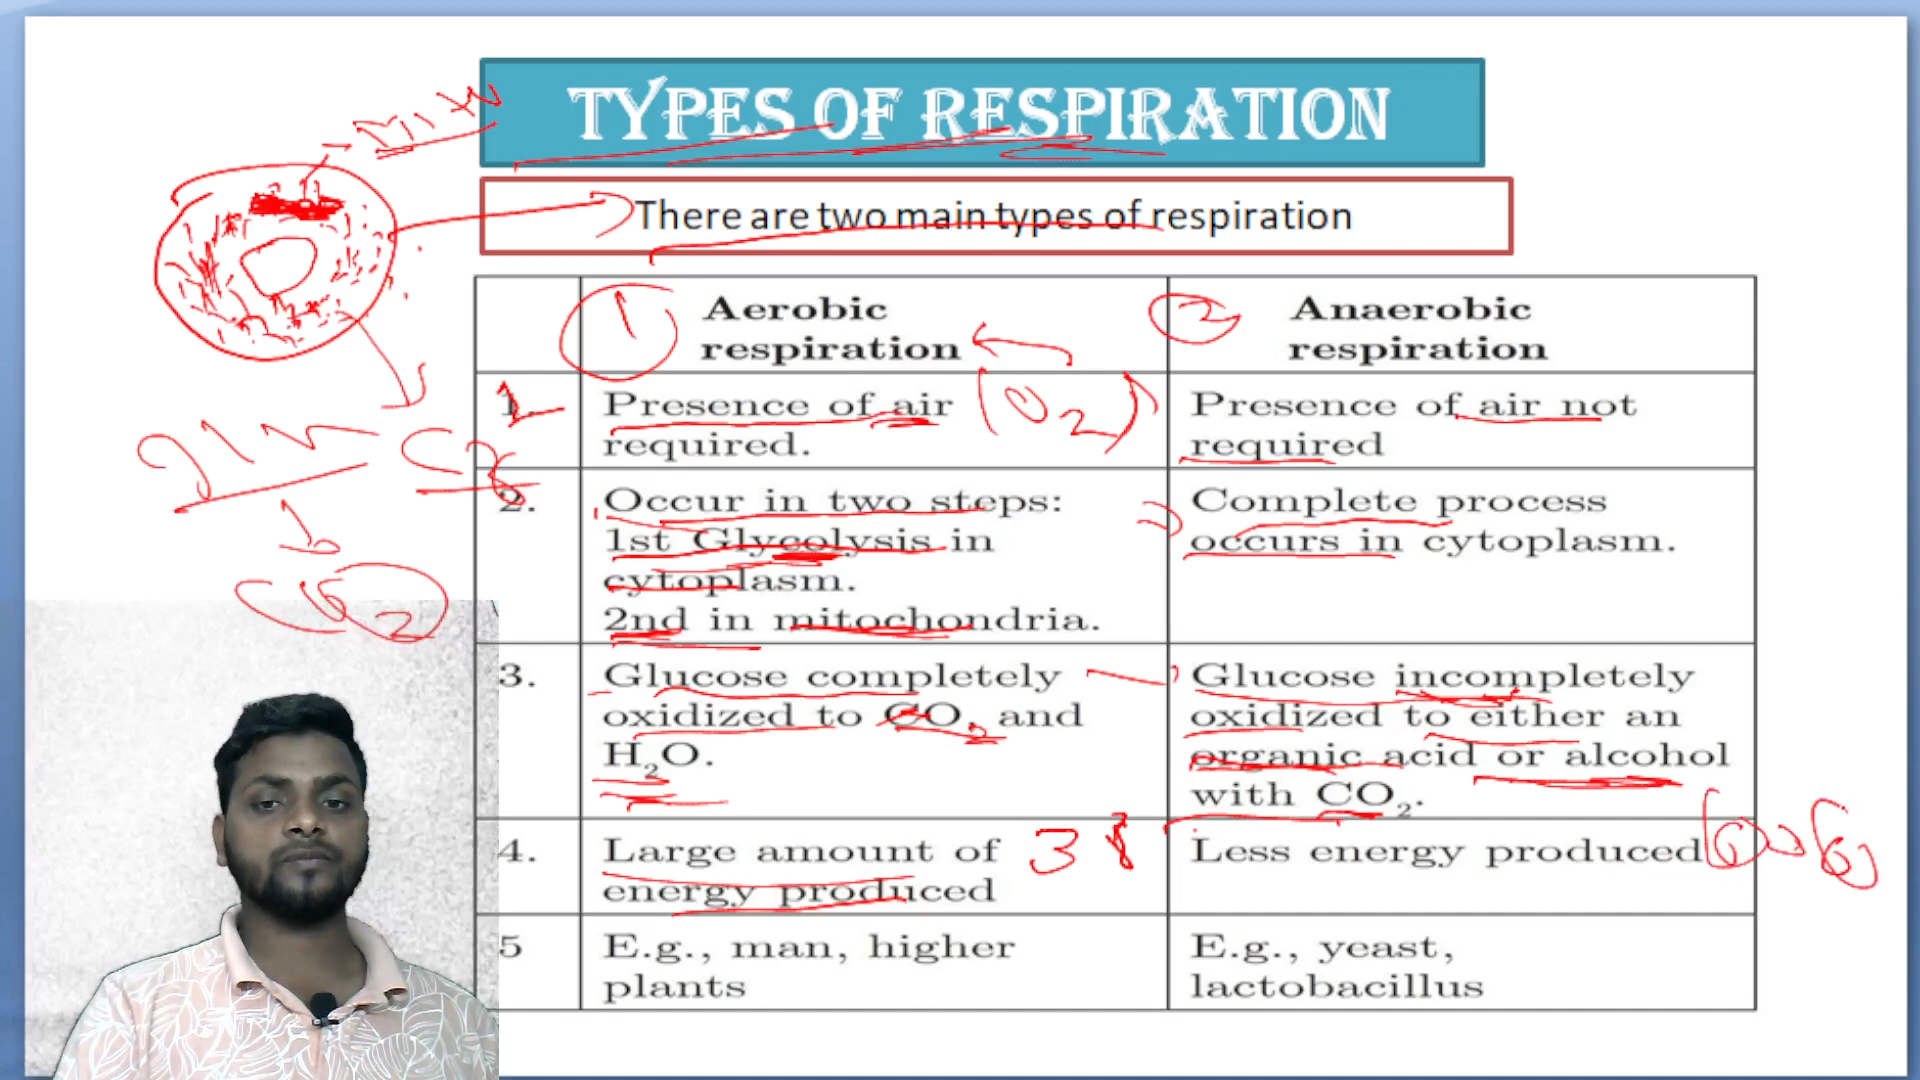 TYPES OF RESPIRATION
There are two main types of respiration
1
Aerobic
respiration
2
Anaerobic
respiration
1.
Presence of air
required.
(O2)
Presence of air not
required
2.
Occur in two steps:
1st Glycolysis in
cytoplasm.
2nd in mitochondria.
Complete process
occurs in cytoplasm.
3.
Glucose completely
oxidized to CO2 and
H2O.
Glucose incompletely
oxidized to either an
organic acid or alcohol
with CO2.
4.
Large amount of
energy produced
38
Less energy produced
5
E.g., man, higher
plants
E.g., yeast,
lactobacillus